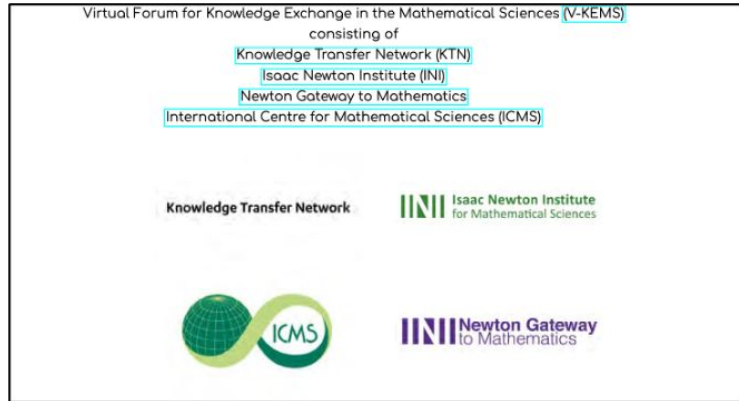 Virtual Forum for Knowledge Exchange in the Mathematical Sciences (V-KEMS)
consisting of
Knowledge Transfer Network (KTN)
Isaac Newton Institute (INI)
Newton Gateway to Mathematics
International Centre for Mathematical Sciences (ICMS)
Knowledge Transfer Network
INI Isaac Newton Institute
for Mathematical Sciences
ICMS
INI Newton Gateway
to Mathematics